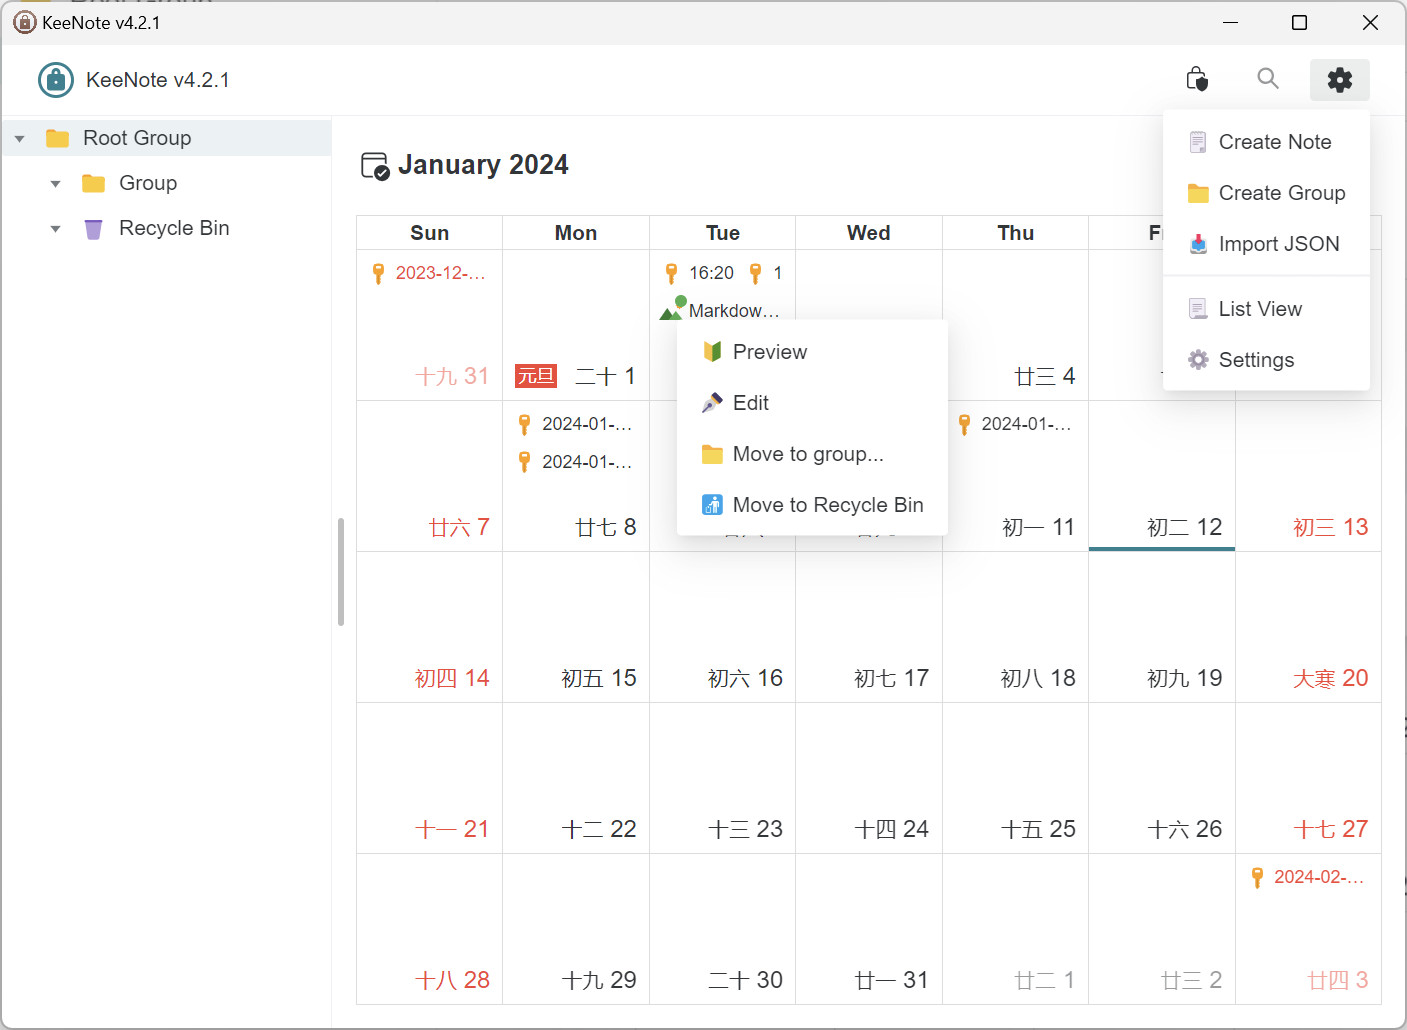 KeeNote v4.2.1
KeeNote v4.2.1
Root Group
Group
Recycle Bin
January 2024
Create Note
Create Group
Import JSON
List View
Settings
Sun Mon Tue Wed Thu
2023-12-...
16:20 1
Markdow...
十九 31
元旦 二十 1
廿三 4
Preview
Edit
Move to group...
Move to Recycle Bin
2024-01-...
2024-01-...
2024-01-...
廿六 7
廿七 8
初一 11
初二 12
初三 13
初四 14
初五 15
初六 16
初七 17
初八 18
初九 19
大寒 20
十一 21
十二 22
十三 23
十四 24
十五 25
十六 26
十七 27
2024-02-...
十八 28
十九 29
二十 30
廿一 31
廿二 1
廿三 2
廿四 3